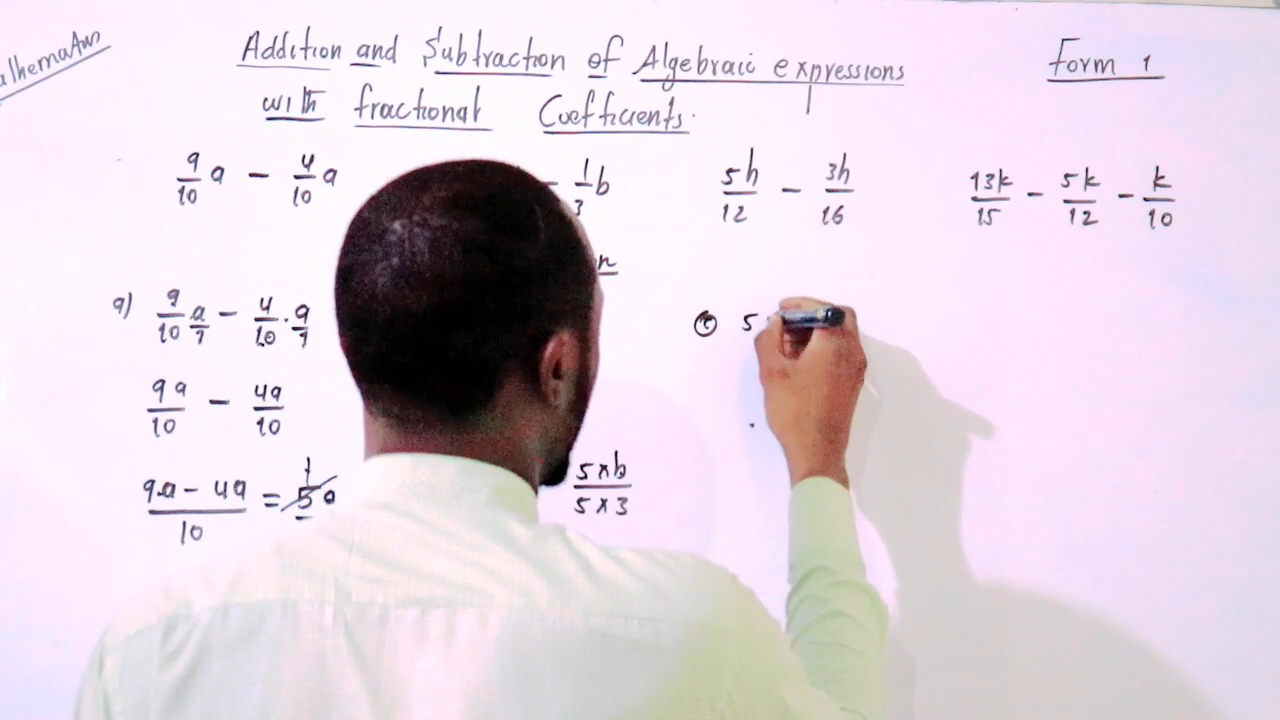 Addition and Subtraction of Algebraic expressions
with fractional Coefficients.
Form 1
9/10 a - 4/10 a
- 1/3 b
5h/12 - 3h/16
13k/15 - 5k/12 - k/10
a) 9/10 a/1 - 4/10 . a/1
9a/10 - 4a/10
9a - 4a/10 = 5a
1
5×b/5×3
c 5